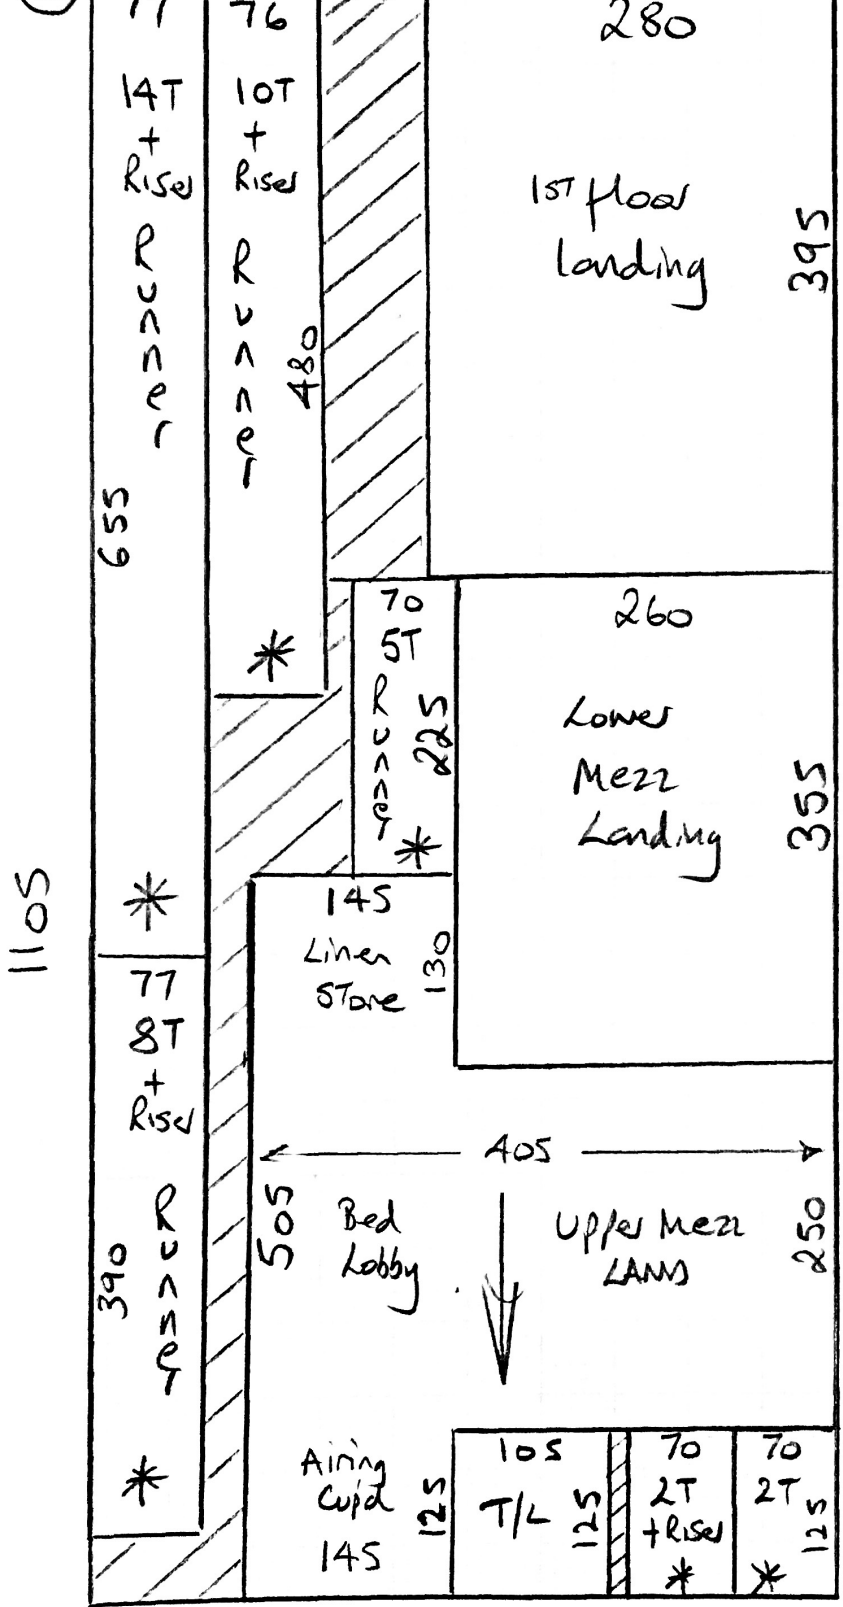 77
14T
+
Riser
Runner
655
*
76
10T
+
Riser
Runner
480
*
280
1ST floor
landing
395
70
5T
Runner
225
*
260
Lower
Mezz
Landing
355
1105
77
8T
+
Riser
Runner
390
*
145
Linen
STore
130
405
505
Bed
Lobby
Upper Mezz
LAND
250
Airing
Cupd
145
125
105
T/L
125
70
2T
+Riser
*
70
2T
125
*